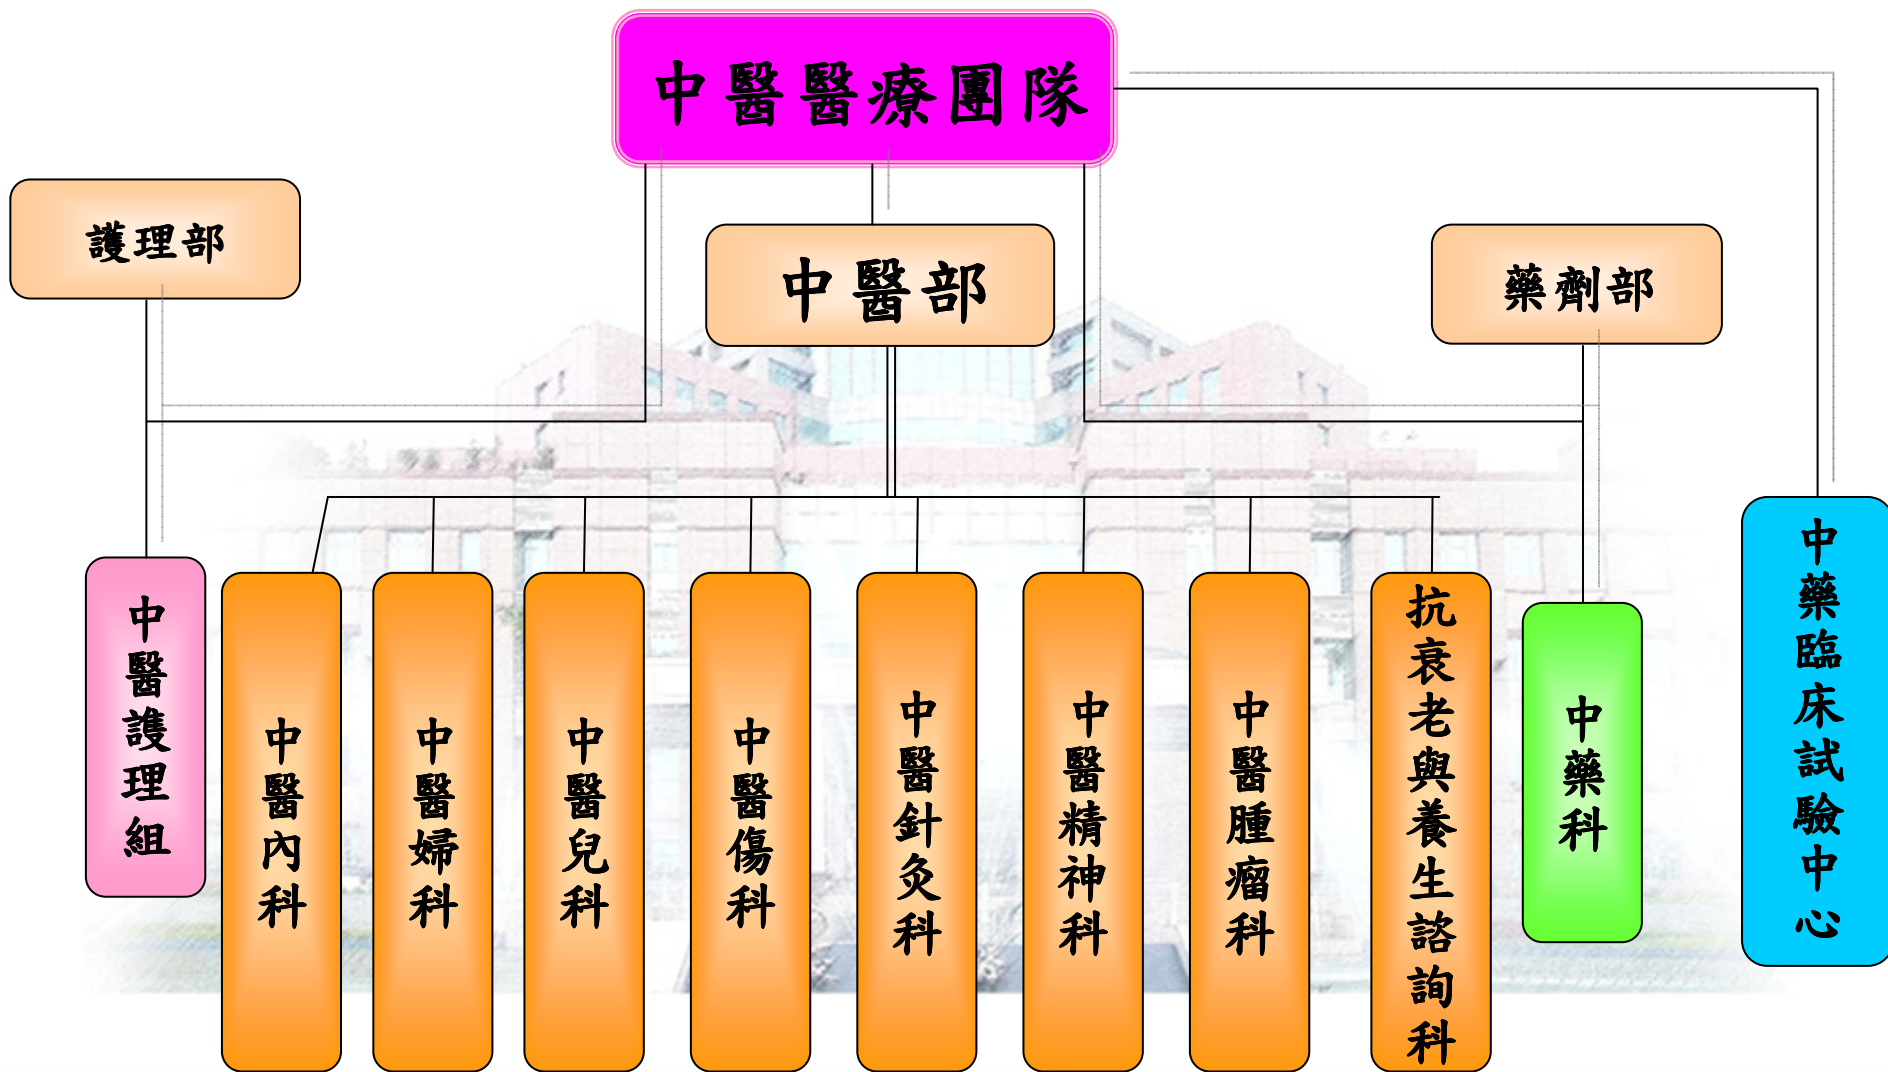 中醫醫療團隊
護理部
中醫部
藥劑部
中醫護理組
中醫內科
中醫婦科
中醫兒科
中醫傷科
中醫針灸科
中醫精神科
中醫腫瘤科
抗衰老與養生諮詢科
中藥科
中藥臨床試驗中心